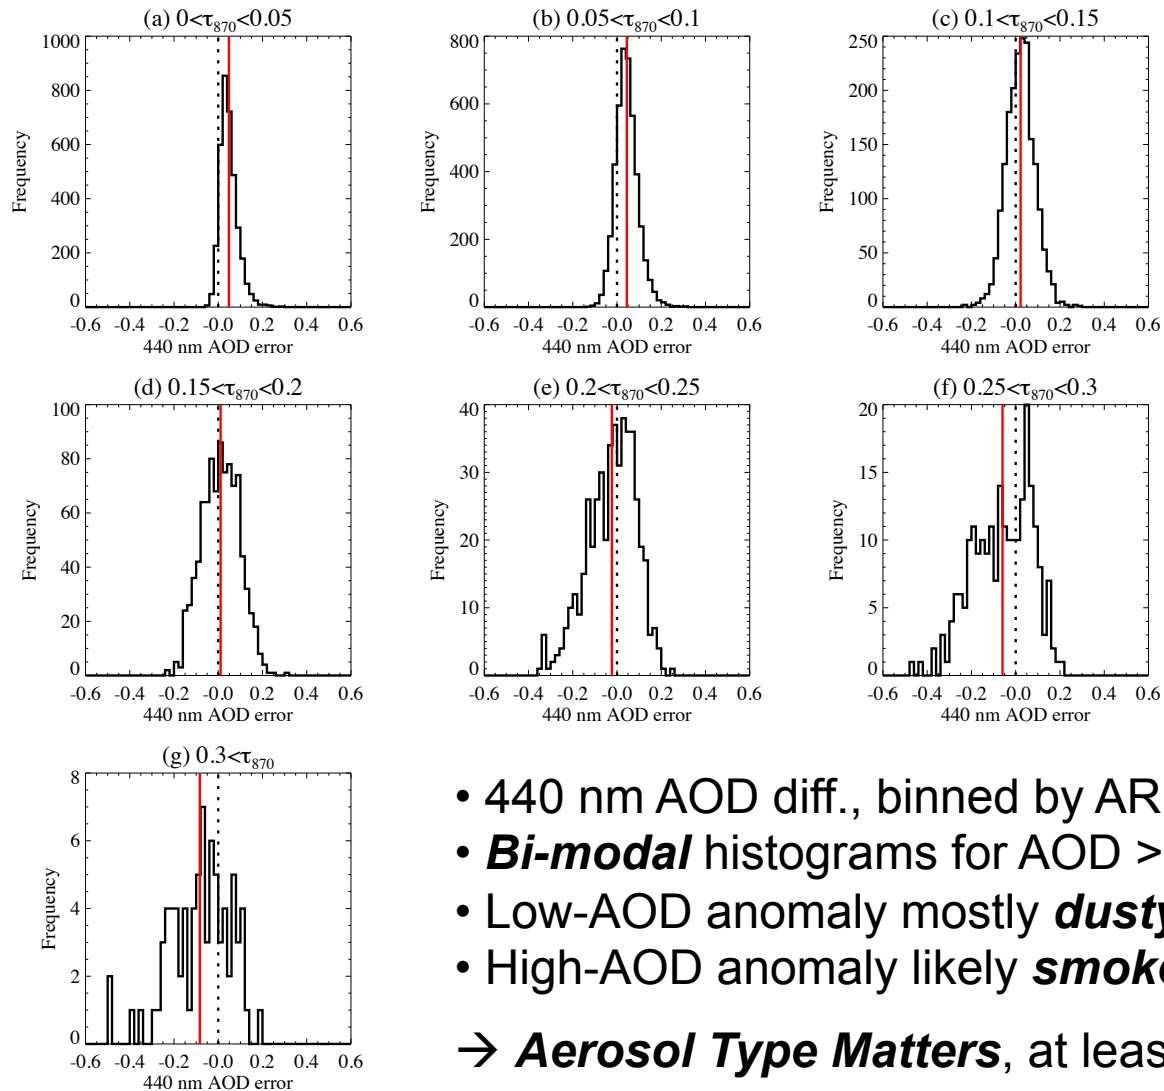 (a) 0<τ870<0.05
(b) 0.05<τ870<0.1
(c) 0.1<τ870<0.15
1000
800
600
400
200
0
Frequency
-0.6 -0.4 -0.2 -0.0 0.2 0.4 0.6
440 nm AOD error
800
600
400
200
0
Frequency
-0.6 -0.4 -0.2 -0.0 0.2 0.4 0.6
440 nm AOD error
250
200
150
100
50
0
Frequency
-0.6 -0.4 -0.2 -0.0 0.2 0.4 0.6
440 nm AOD error
(d) 0.15<τ870<0.2
(e) 0.2<τ870<0.25
(f) 0.25<τ870<0.3
100
80
60
40
20
0
Frequency
-0.6 -0.4 -0.2 -0.0 0.2 0.4 0.6
440 nm AOD error
40
30
20
10
0
Frequency
-0.6 -0.4 -0.2 -0.0 0.2 0.4 0.6
440 nm AOD error
20
15
10
5
0
Frequency
-0.6 -0.4 -0.2 -0.0 0.2 0.4 0.6
440 nm AOD error
(g) 0.3<τ870
8
6
4
2
0
Frequency
-0.6 -0.4 -0.2 -0.0 0.2 0.4 0.6
440 nm AOD error
• 440 nm AOD diff., binned by AR
• Bi-modal histograms for AOD >
• Low-AOD anomaly mostly dusty
• High-AOD anomaly likely smoke
→ Aerosol Type Matters, at leas